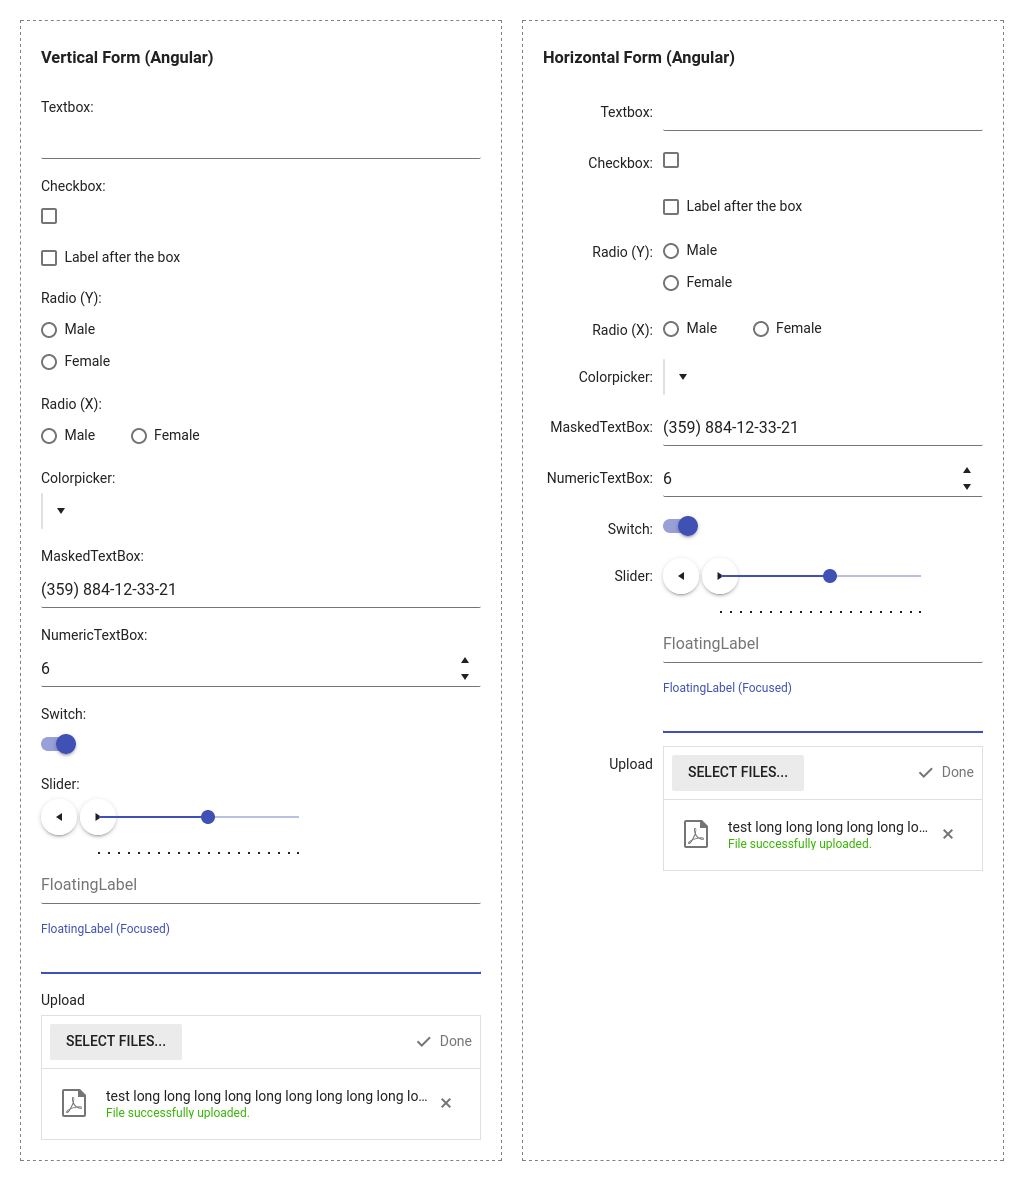 Vertical Form (Angular)
Textbox:
Checkbox:
Label after the box
Radio (Y):
Male
Female
Radio (X):
Male Female
Colorpicker:
MaskedTextBox:
(359) 884-12-33-21
NumericTextBox:
6
Switch:
Slider:
FloatingLabel
FloatingLabel (Focused)
Upload
SELECT FILES... Done
test long long long long long long long long long lo...
File successfully uploaded.
Horizontal Form (Angular)
Textbox:
Checkbox:
Label after the box
Radio (Y): Male
Female
Radio (X): Male Female
Colorpicker:
MaskedTextBox: (359) 884-12-33-21
NumericTextBox: 6
Switch:
Slider:
FloatingLabel
FloatingLabel (Focused)
Upload SELECT FILES... Done
test long long long long long lo...
File successfully uploaded.